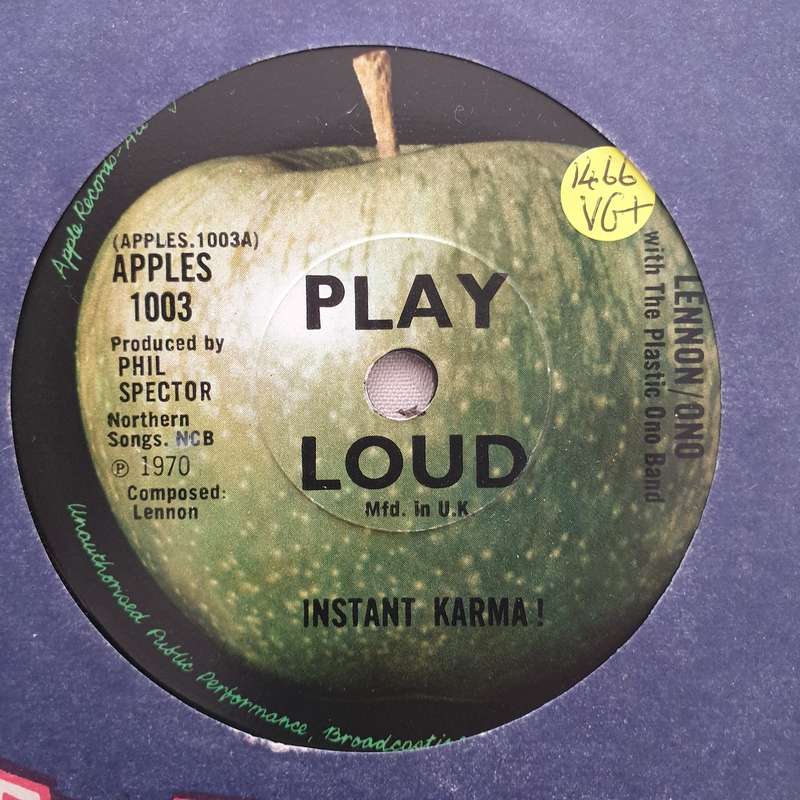 Apple Records
(APPLES.1003A)
APPLES
1003
Produced by
PHIL
SPECTOR
Northern
Songs. NCB
℗ 1970
Composed:
Lennon
PLAY
LOUD
Mfd. in U.K.
INSTANT KARMA!
LENNON/ONO
with The Plastic Ono Band
1466
VG+
Unauthorised Public Performance, Broadcasting